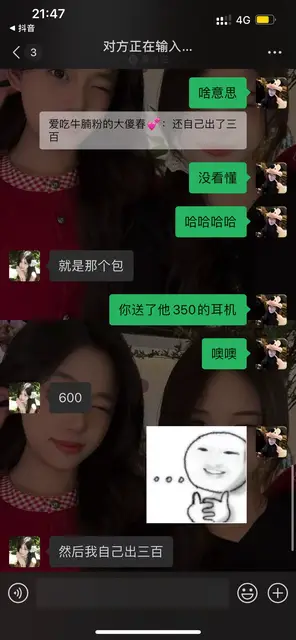 21:47
4G
抖音
3
对方正在输入...
啥意思
爱吃牛腩粉的大傻春💞：还自己出了三
百
没看懂
哈哈哈哈
就是那个包
你送了他350的耳机
噢噢
600
然后我自己出三百